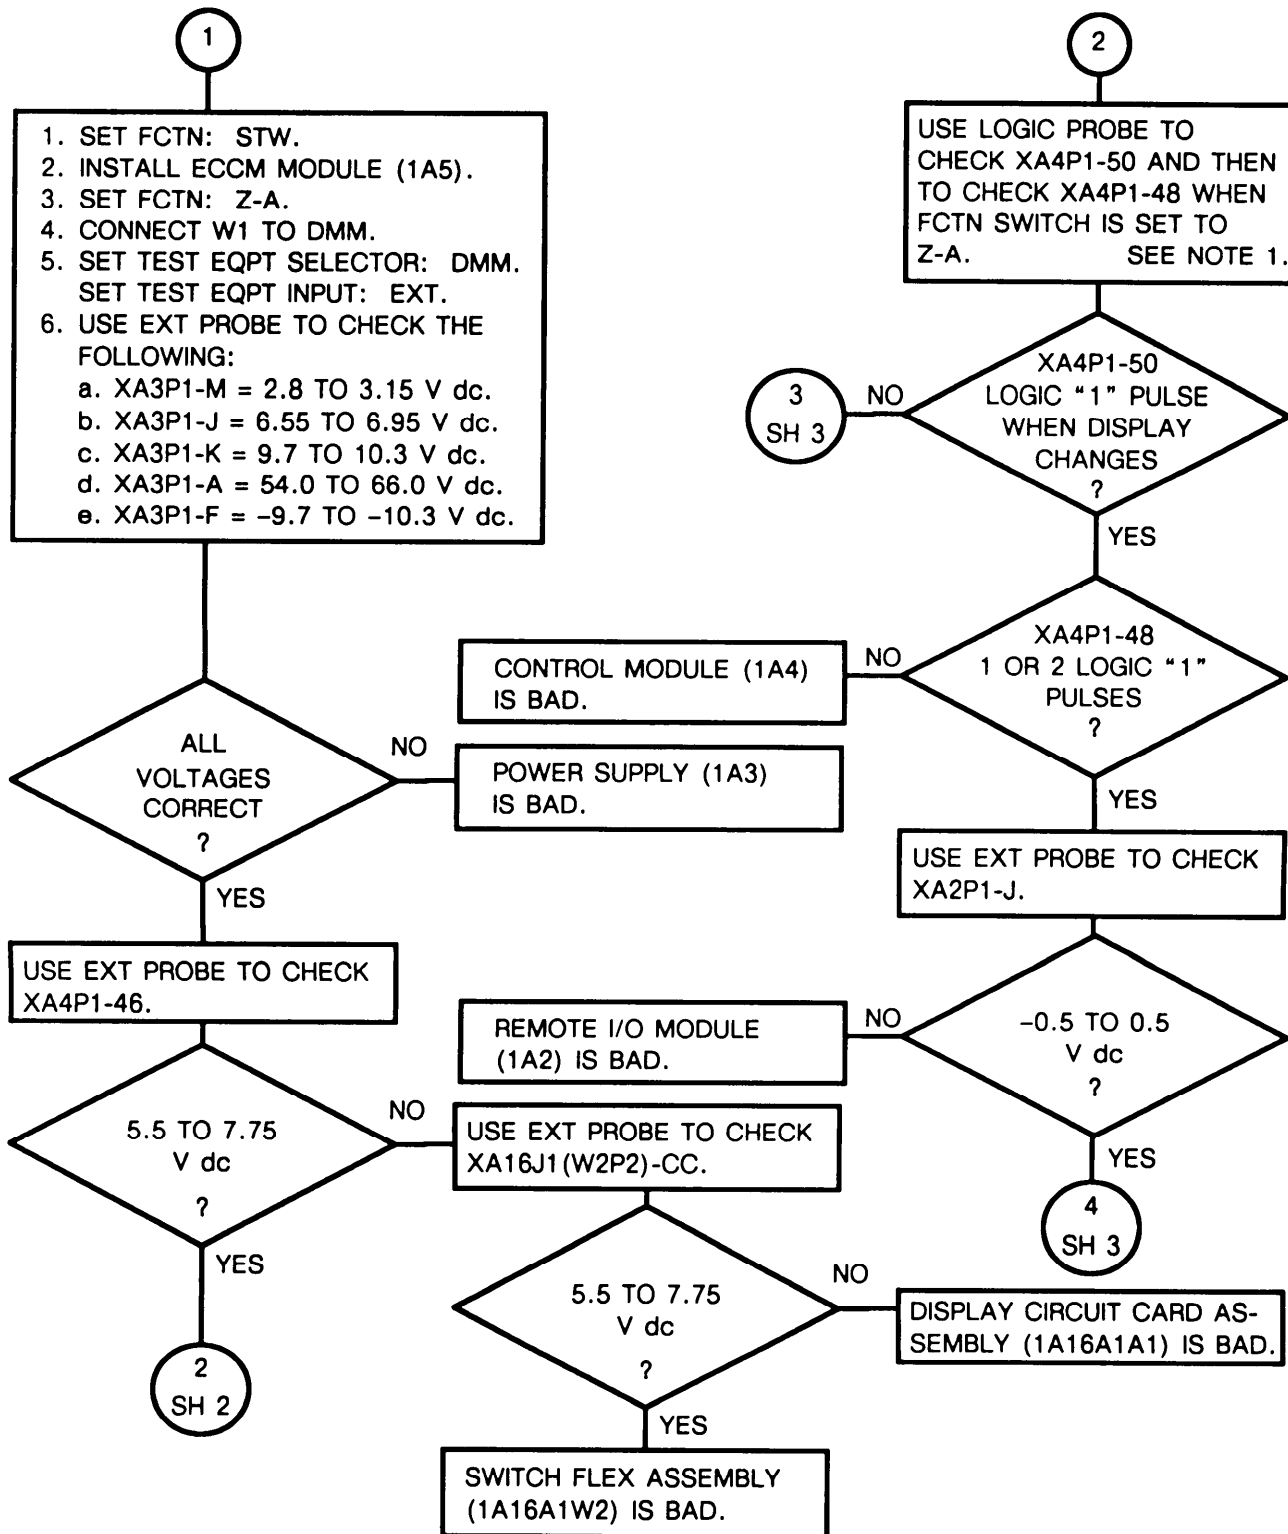 1
1. SET FCTN: STW.
2. INSTALL ECCM MODULE (1A5).
3. SET FCTN: Z-A.
4. CONNECT W1 TO DMM.
5. SET TEST EQPT SELECTOR: DMM.
SET TEST EQPT INPUT: EXT.
6. USE EXT PROBE TO CHECK THE
FOLLOWING:
a. XA3P1-M = 2.8 TO 3.15 V dc.
b. XA3P1-J = 6.55 TO 6.95 V dc.
c. XA3P1-K = 9.7 TO 10.3 V dc.
d. XA3P1-A = 54.0 TO 66.0 V dc.
e. XA3P1-F = -9.7 TO -10.3 V dc.
ALL
VOLTAGES
CORRECT
?
NO
POWER SUPPLY (1A3)
IS BAD.
YES
USE EXT PROBE TO CHECK
XA4P1-46.
5.5 TO 7.75
V dc
?
NO
USE EXT PROBE TO CHECK
XA16J1(W2P2)-CC.
YES
2
SH 2
5.5 TO 7.75
V dc
?
NO
DISPLAY CIRCUIT CARD AS-
SEMBLY (1A16A1A1) IS BAD.
YES
SWITCH FLEX ASSEMBLY
(1A16A1W2) IS BAD.
2
USE LOGIC PROBE TO
CHECK XA4P1-50 AND THEN
TO CHECK XA4P1-48 WHEN
FCTN SWITCH IS SET TO
Z-A. SEE NOTE 1.
XA4P1-50
LOGIC "1" PULSE
WHEN DISPLAY
CHANGES
?
NO
3
SH 3
YES
XA4P1-48
1 OR 2 LOGIC "1"
PULSES
?
NO
CONTROL MODULE (1A4)
IS BAD.
YES
USE EXT PROBE TO CHECK
XA2P1-J.
-0.5 TO 0.5
V dc
?
NO
REMOTE I/O MODULE
(1A2) IS BAD.
YES
4
SH 3